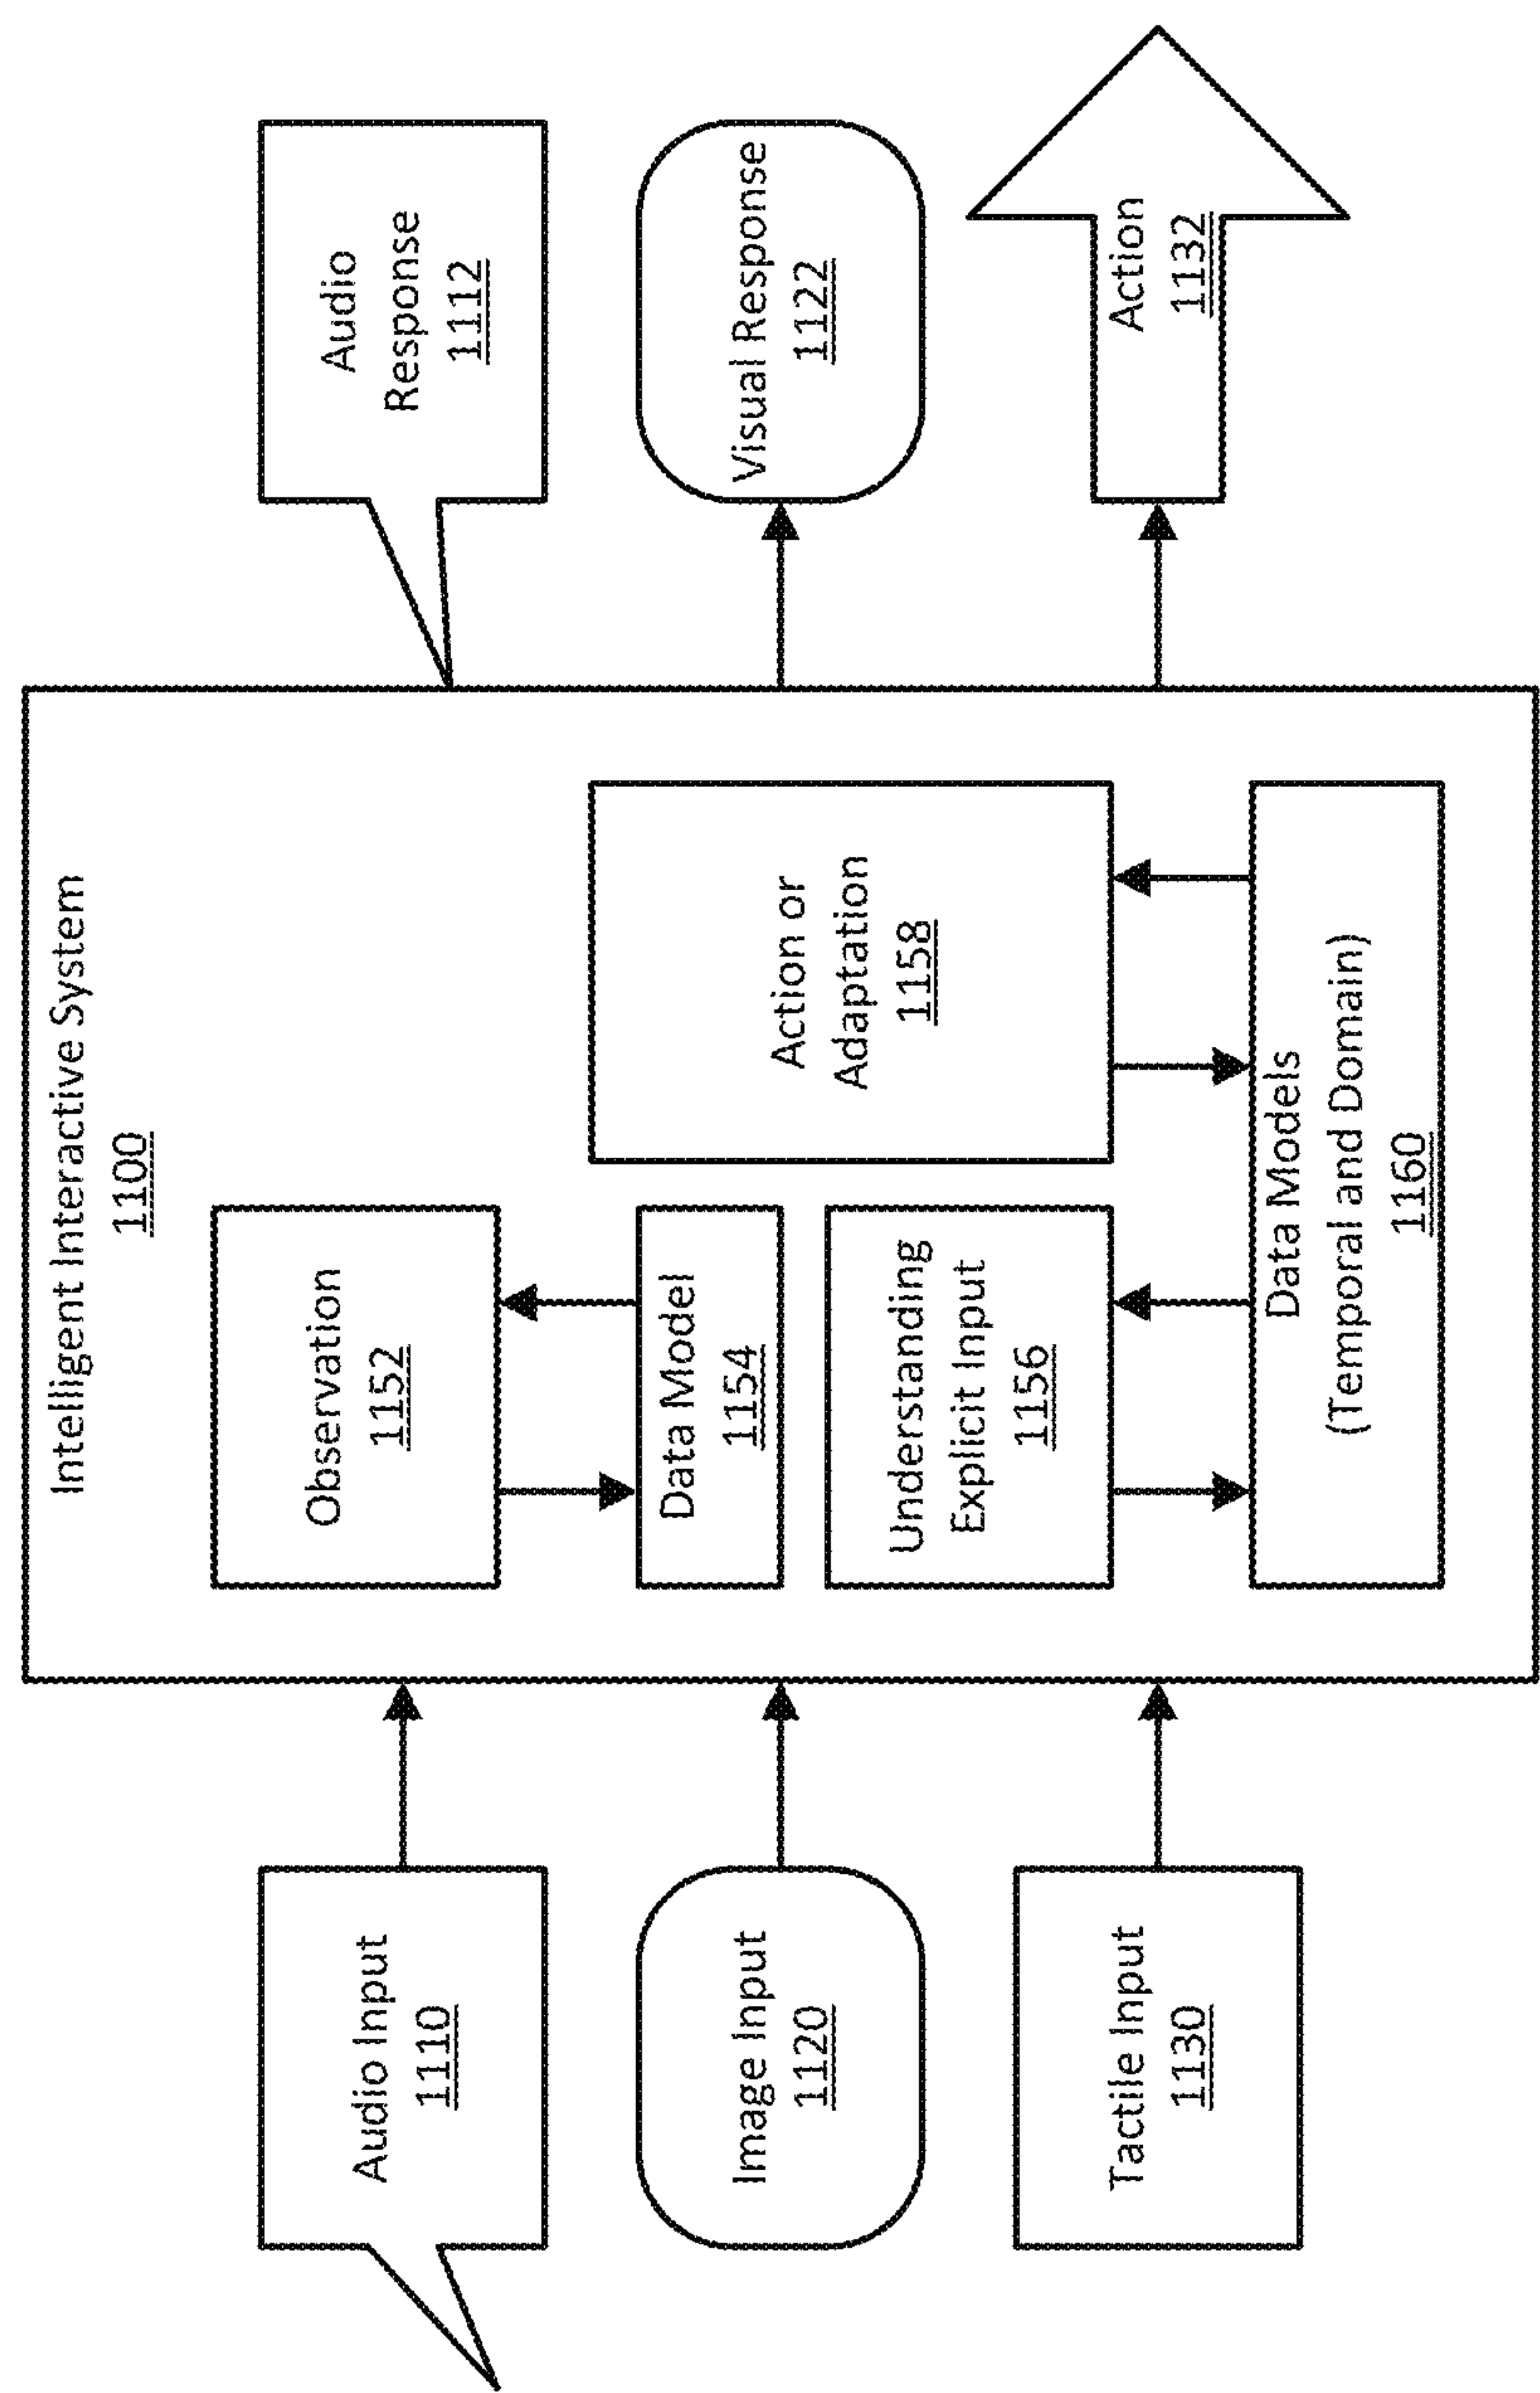 Intelligent Interactive System
1100
Audio Input
1110
Image Input
1120
Tactile Input
1130
Observation
1152
Data Model
1154
Understanding
Explicit Input
1156
Action or
Adaptation
1158
Data Models
(Temporal and Domain)
1160
Audio
Response
1112
Visual Response
1122
Action
1132